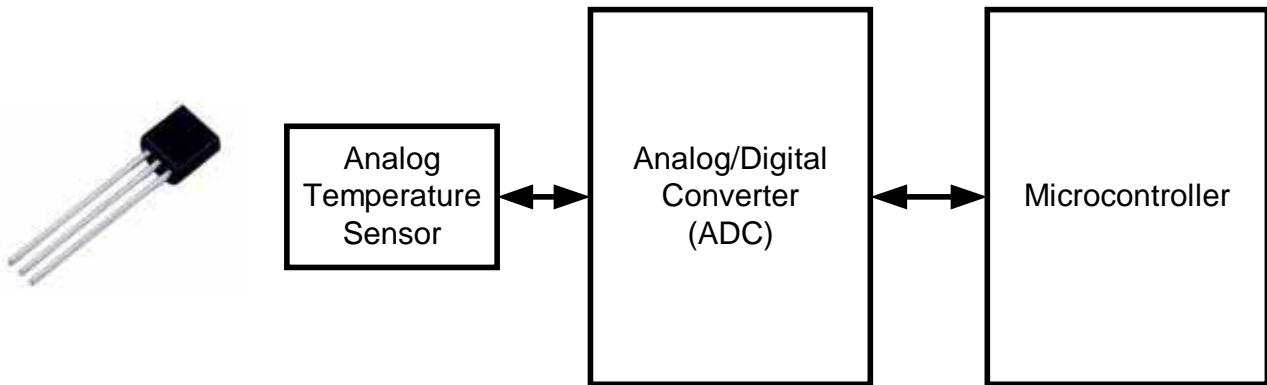 Analog
Temperature
Sensor
Analog/Digital
Converter
(ADC)
Microcontroller